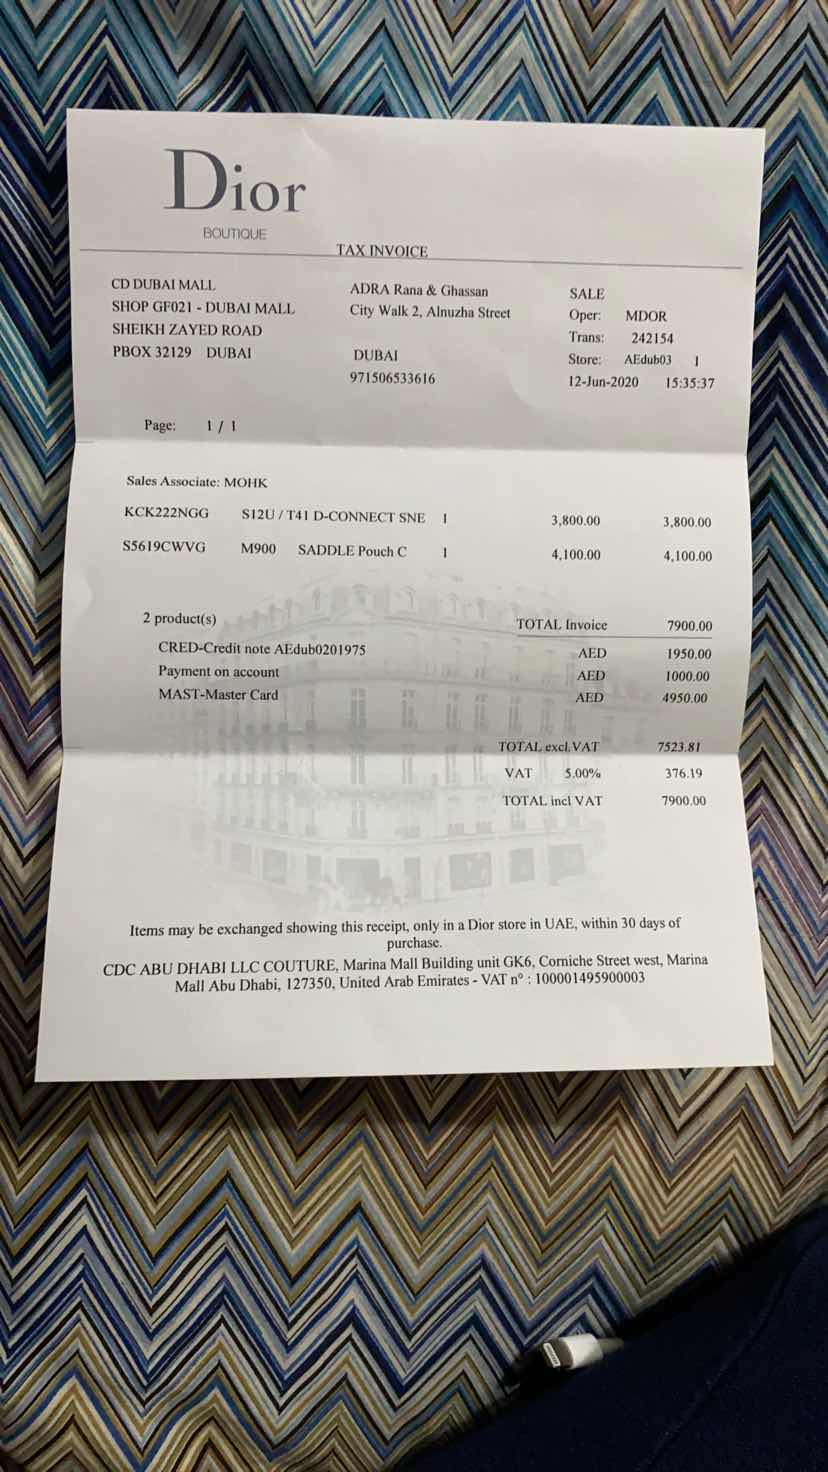 Dior
BOUTIQUE
TAX INVOICE
CD DUBAI MALL
SHOP GF021 - DUBAI MALL
SHEIKH ZAYED ROAD
PBOX 32129 DUBAI
ADRA Rana & Ghassan
City Walk 2, Alnuzha Street
DUBAI
971506533616
SALE
Oper: MDOR
Trans: 242154
Store: AEdub03 1
12-Jun-2020 15:35:37
Page: 1 / 1
Sales Associate: MOHK
KCK222NGG S12U / T41 D-CONNECT SNE 1 3,800.00 3,800.00
S5619CWVG M900 SADDLE Pouch C 1 4,100.00 4,100.00
2 product(s) TOTAL Invoice 7900.00
CRED-Credit note AEdub0201975 AED 1950.00
Payment on account AED 1000.00
MAST-Master Card AED 4950.00
TOTAL excl.VAT 7523.81
VAT 5.00% 376.19
TOTAL incl VAT 7900.00
Items may be exchanged showing this receipt, only in a Dior store in UAE, within 30 days of
purchase.
CDC ABU DHABI LLC COUTURE, Marina Mall Building unit GK6, Corniche Street west, Marina
Mall Abu Dhabi, 127350, United Arab Emirates - VAT n° : 100001495900003